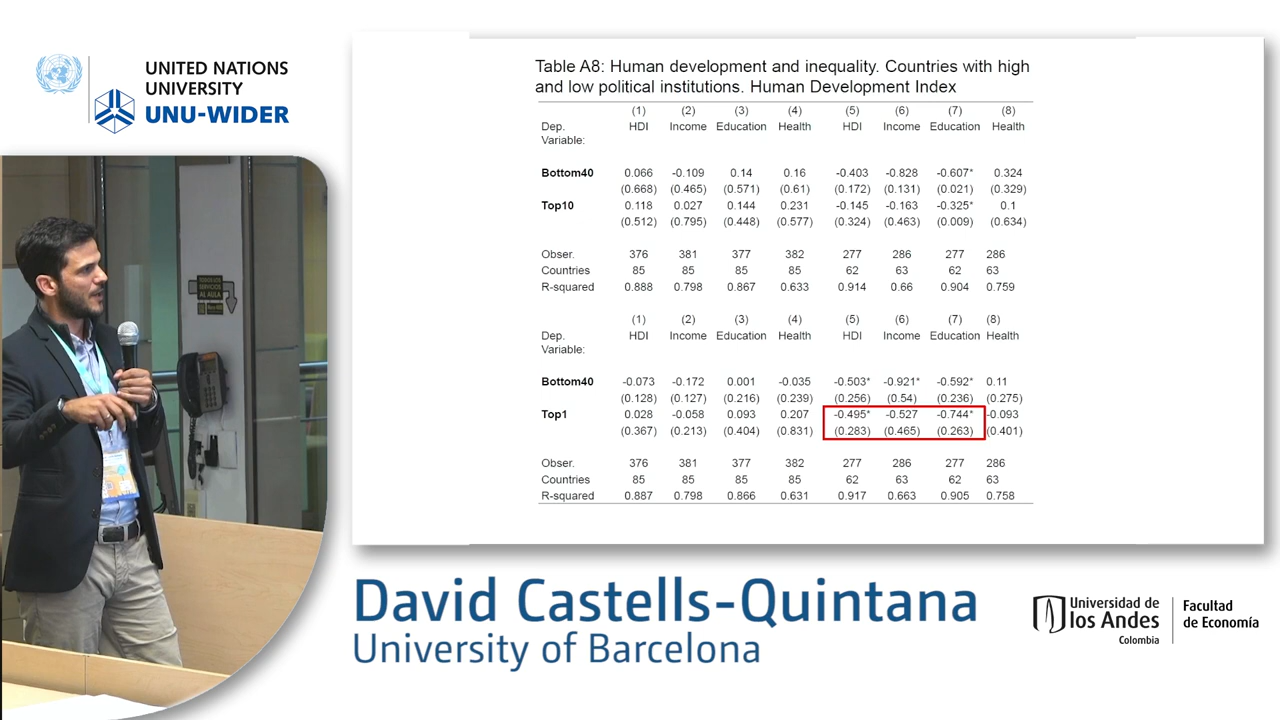 UNITED NATIONS
UNIVERSITY
UNU-WIDER
Table A8: Human development and inequality. Countries with high
and low political institutions. Human Development Index
(1) (2) (3) (4) (5) (6) (7) (8)
Dep. Variable: HDI Income Education Health HDI Income Education Health
Bottom40 0.066 -0.109 0.14 0.16 -0.403 -0.828 -0.607* 0.324
(0.668) (0.465) (0.571) (0.61) (0.172) (0.131) (0.021) (0.329)
Top10 0.118 0.027 0.144 0.231 -0.145 -0.163 -0.325* 0.1
(0.512) (0.795) (0.448) (0.577) (0.324) (0.463) (0.009) (0.634)
Obser. 376 381 377 382 277 286 277 286
Countries 85 85 85 85 62 63 62 63
R-squared 0.888 0.798 0.867 0.633 0.914 0.66 0.904 0.759
(1) (2) (3) (4) (5) (6) (7) (8)
Dep. Variable: HDI Income Education Health HDI Income Education Health
Bottom40 -0.073 -0.172 0.001 -0.035 -0.503* -0.921* -0.592* 0.11
(0.128) (0.127) (0.216) (0.239) (0.256) (0.54) (0.236) (0.275)
Top1 0.028 -0.058 0.093 0.207 -0.495* -0.527 -0.744* -0.093
(0.367) (0.213) (0.404) (0.831) (0.283) (0.465) (0.263) (0.401)
Obser. 376 381 377 382 277 286 277 286
Countries 85 85 85 85 62 63 62 63
R-squared 0.887 0.798 0.866 0.631 0.917 0.663 0.905 0.758
David Castells-Quintana
University of Barcelona
Universidad de
los Andes
Colombia
Facultad
de Economía